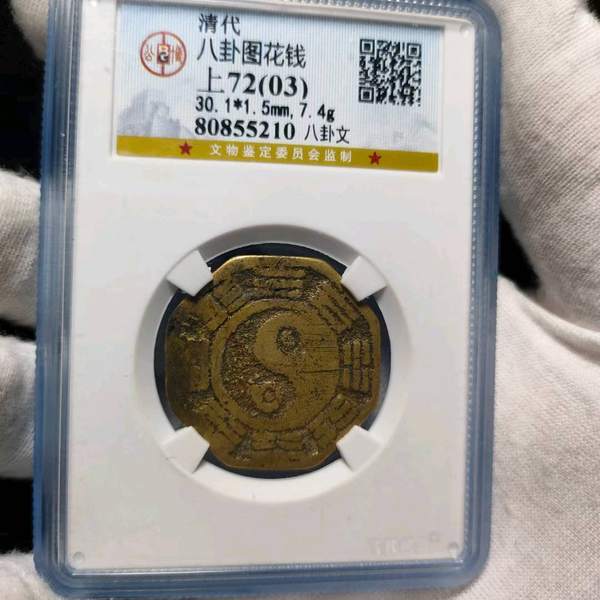 清代
八卦图花钱
上72(03)
30.1*1.5mm,7.4g
80855210 八卦文
文物鉴定委员会监制